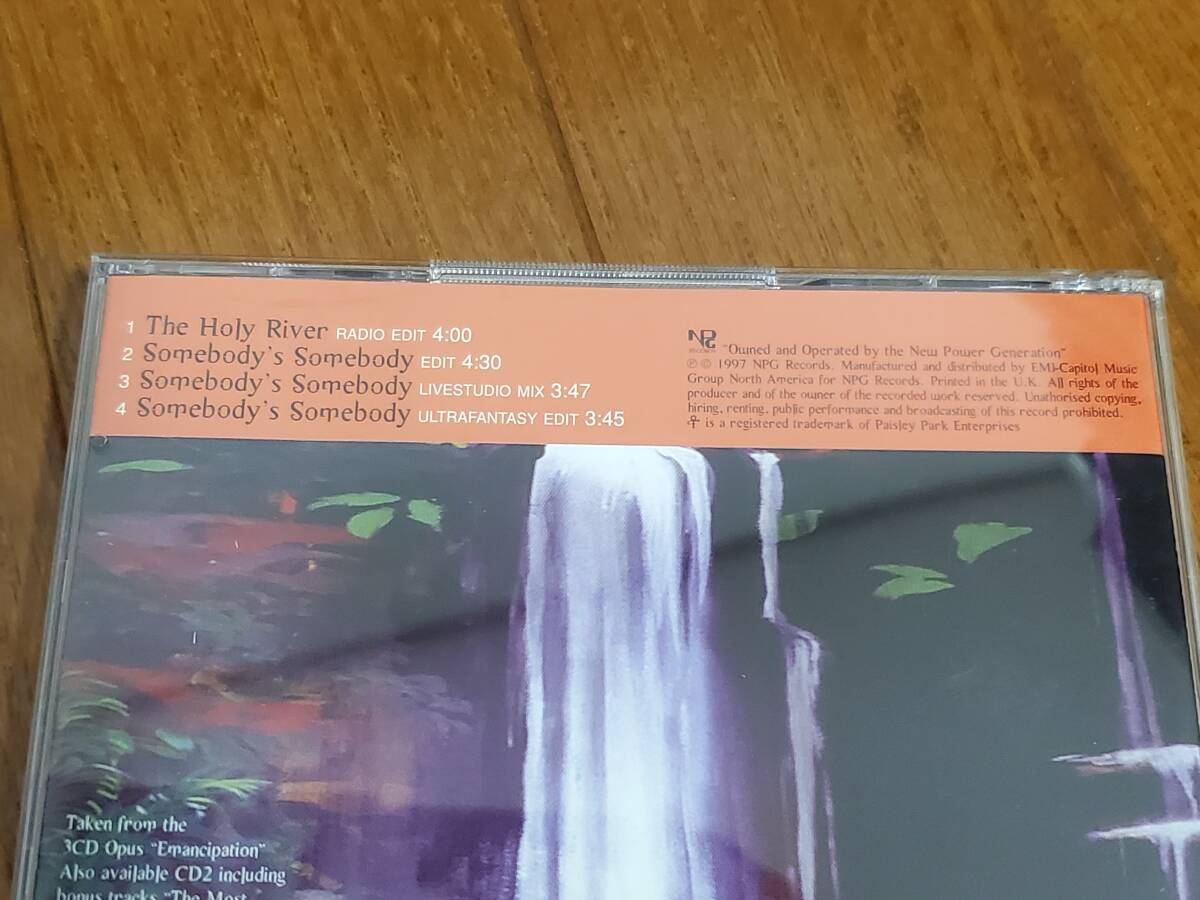 1 The Holy River RADIO EDIT 4:00
2 Somebody's Somebody EDIT 4:30
3 Somebody's Somebody LIVESTUDIO MIX 3:47
4 Somebody's Somebody ULTRAFANTASY EDIT 3:45
NPG
RECORDS
"Owned and Operated by the New Power Generation"
℗ © 1997 NPG Records. Manufactured and distributed by EMI-Capitol Music
Group North America for NPG Records. Printed in the U.K. All rights of the
producer and of the owner of the recorded work reserved. Unauthorised copying,
hiring, renting, public performance and broadcasting of this record prohibited.
is a registered trademark of Paisley Park Enterprises
Taken from the
3CD Opus "Emancipation"
Also available CD2 including
bonus tracks "The Most